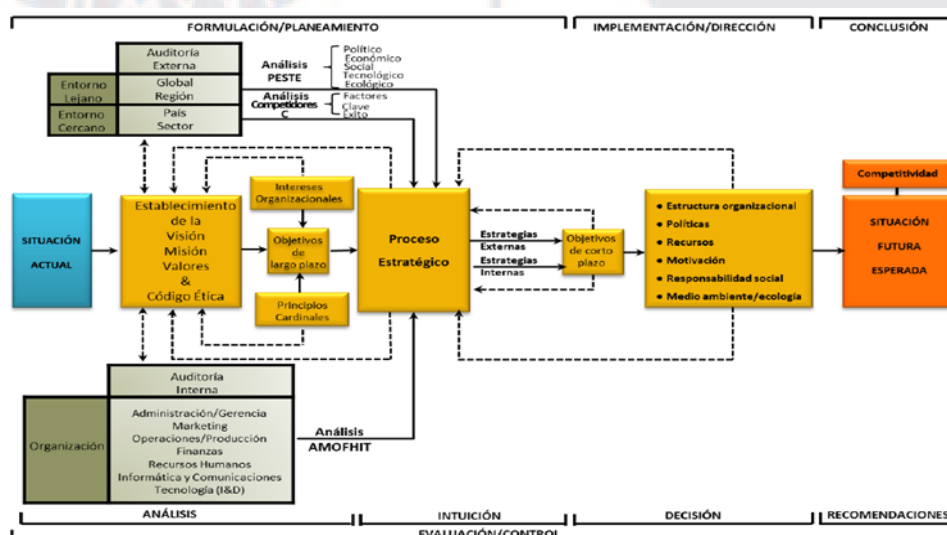 FORMULACIÓN/PLANEAMIENTO
IMPLEMENTACIÓN/DIRECCIÓN
CONCLUSIÓN
Auditoría
Externa
Entorno
Lejano
Global
Región
Entorno
Cercano
País
Sector
Análisis
PESTE
Político
Económico
Social
Tecnológico
Ecológico
Análisis
Competidores
C
Factores
Clave
Éxito
SITUACIÓN
ACTUAL
Establecimiento
de la
Visión
Misión
Valores
&
Código Ética
Intereses
Organizacionales
Objetivos
de
largo plazo
Principios
Cardinales
Proceso
Estratégico
Estrategias
Externas
Estrategias
Internas
Objetivos
de corto
plazo
• Estructura organizacional
• Políticas
• Recursos
• Motivación
• Responsabilidad social
• Medio ambiente/ecología
Competitividad
SITUACIÓN
FUTURA
ESPERADA
Auditoría
Interna
Organización
Administración/Gerencia
Marketing
Operaciones/Producción
Finanzas
Recursos Humanos
Informática y Comunicaciones
Tecnología (I&D)
Análisis
AMOFHIT
ANÁLISIS
INTUICIÓN
DECISIÓN
RECOMENDACIONES
EVALUACIÓN/CONTROL